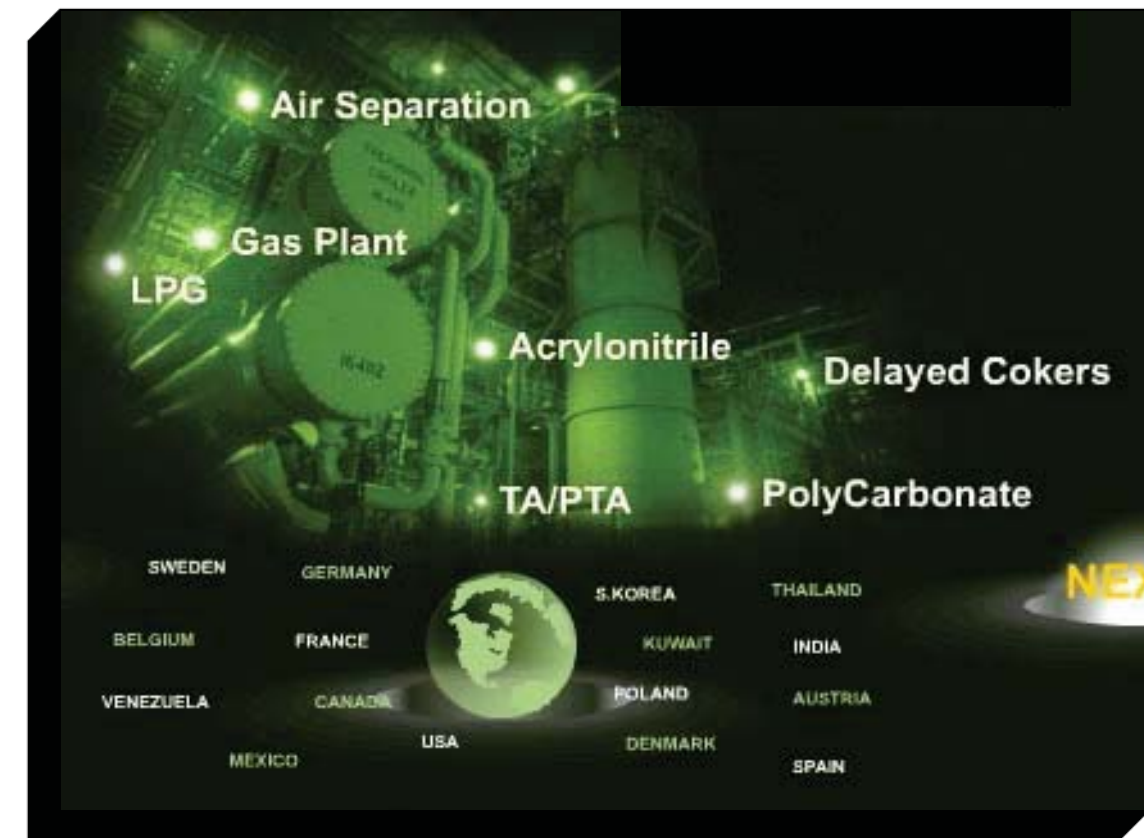 Air Separation
Gas Plant
LPG
16402
Acrylonitrile
Delayed Cokers
TA/PTA
PolyCarbonate
SWEDEN
GERMANY
S.KOREA
THAILAND
BELGIUM
FRANCE
KUWAIT
INDIA
VENEZUELA
CANADA
POLAND
AUSTRIA
USA
DENMARK
MEXICO
SPAIN